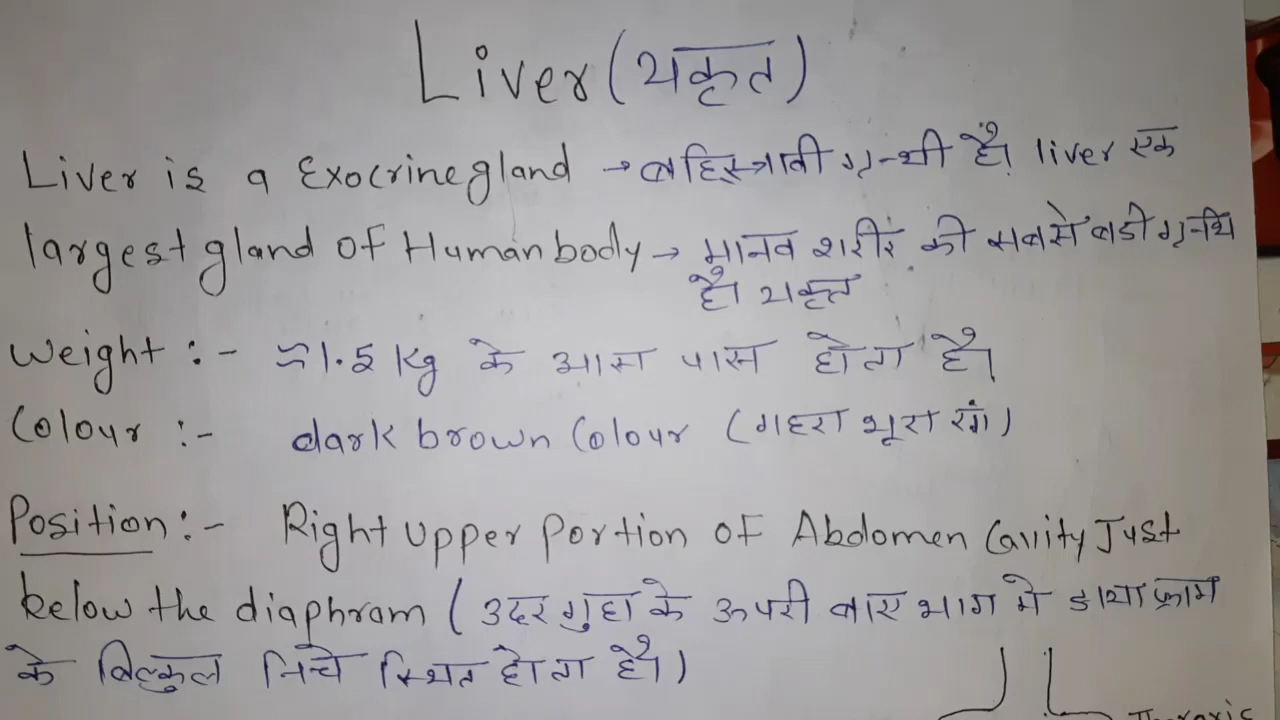 Liver (यकृत)
Liver is a Exocrine gland → बहिस्त्रावी ग्रन्थी है। liver एक
largest gland of Human body → मानव शरीर की सबसे बडी ग्रन्थि
है। यकृत
Weight :- ≈1.5 kg के आस पास होता है।
Colour :- dark brown Colour (गहरा भूरा रंग)
Position :- Right upper portion of Abdomen Cavity Just
below the diaphram (उदर गुहा के ऊपरी बाए भाग मे डायाफ्राम
के बिल्कुल निचे स्थित होता है।)